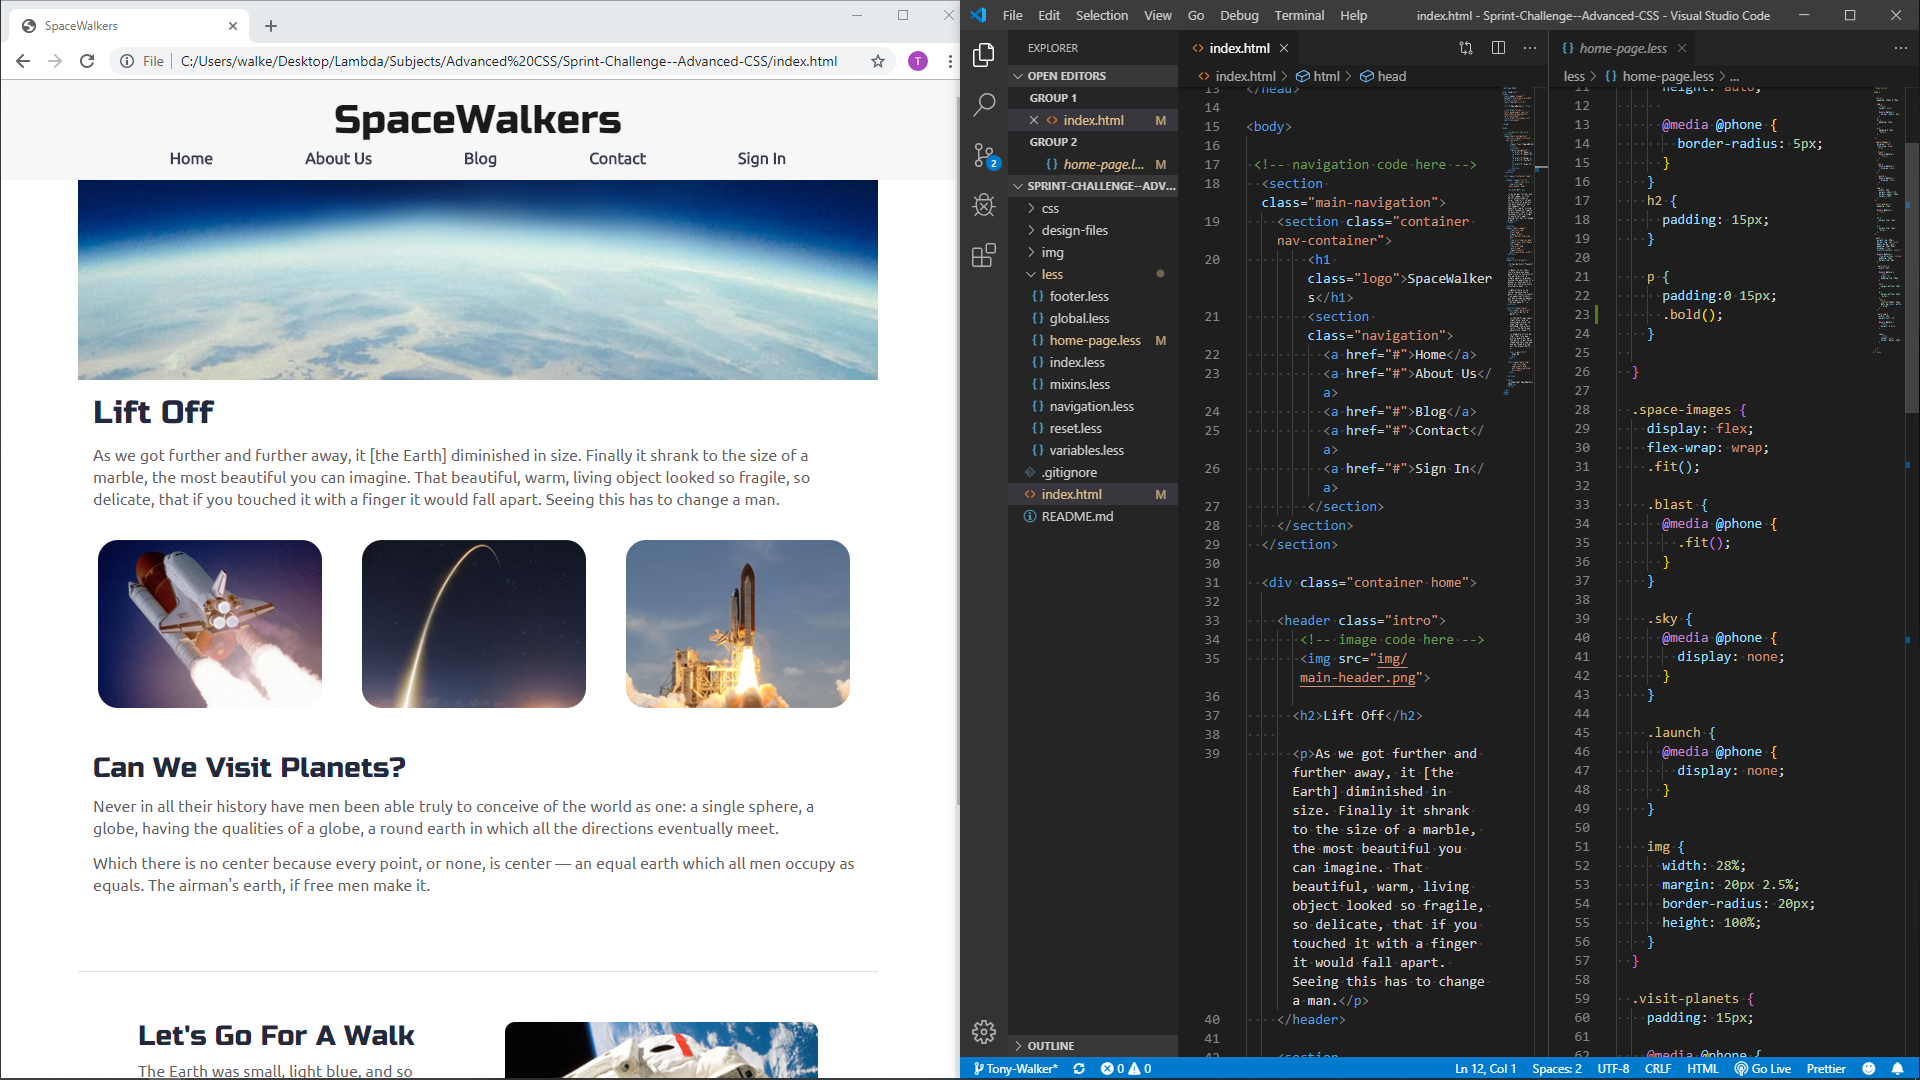 SpaceWalkers
File C:/Users/walke/Desktop/Lambda/Subjects/Advanced%20CSS/Sprint-Challenge--Advanced-CSS/index.html
T
SpaceWalkers
Home About Us Blog Contact Sign In
Lift Off
As we got further and further away, it [the Earth] diminished in size. Finally it shrank to the size of a
marble, the most beautiful you can imagine. That beautiful, warm, living object looked so fragile, so
delicate, that if you touched it with a finger it would fall apart. Seeing this has to change a man.
Can We Visit Planets?
Never in all their history have men been able truly to conceive of the world as one: a single sphere, a
globe, having the qualities of a globe, a round earth in which all the directions eventually meet.
Which there is no center because every point, or none, is center — an equal earth which all men occupy as
equals. The airman's earth, if free men make it.
Let's Go For A Walk
The Earth was small, light blue, and so
File Edit Selection View Go Debug Terminal Help
index.html - Sprint-Challenge--Advanced-CSS - Visual Studio Code
2
EXPLORER
OPEN EDITORS
GROUP 1
index.html M
GROUP 2
home-page.l... M
SPRINT-CHALLENGE--ADV...
css
design-files
img
less
footer.less
global.less
home-page.less M
index.less
mixins.less
navigation.less
reset.less
variables.less
.gitignore
index.html M
README.md
OUTLINE
index.html
index.html > html > head
13 </head>
14
15 <body>
16
17 <!-- navigation code here -->
18 <section
class="main-navigation">
19 <section class="container
nav-container">
20 <h1
class="logo">SpaceWalker
s</h1>
21 <section
class="navigation">
22 <a href="#">Home</a>
23 <a href="#">About Us</
a>
24 <a href="#">Blog</a>
25 <a href="#">Contact</
a>
26 <a href="#">Sign In</
a>
27 </section>
28 </section>
29 </section>
30
31 <div class="container home">
32
33 <header class="intro">
34 <!-- image code here -->
35 <img src="img/
main-header.png">
36
37 <h2>Lift Off</h2>
38
39 <p>As we got further and
further away, it [the
Earth] diminished in
size. Finally it shrank
to the size of a marble,
the most beautiful you
can imagine. That
beautiful, warm, living
object looked so fragile,
so delicate, that if you
touched it with a finger
it would fall apart.
Seeing this has to change
a man.</p>
40 </header>
41
42 <section
home-page.less
less > home-page.less > ...
11 height: auto;
12
13 @media @phone {
14 border-radius: 5px;
15 }
16 }
17 h2 {
18 padding: 15px;
19 }
20
21 p {
22 padding:0 15px;
23 .bold();
24 }
25
26 }
27
28 .space-images {
29 display: flex;
30 flex-wrap: wrap;
31 .fit();
32
33 .blast {
34 @media @phone {
35 .fit();
36 }
37 }
38
39 .sky {
40 @media @phone {
41 display: none;
42 }
43 }
44
45 .launch {
46 @media @phone {
47 display: none;
48 }
49 }
50
51 img {
52 width: 28%;
53 margin: 20px 2.5%;
54 border-radius: 20px;
55 height: 100%;
56 }
57 }
58
59 .visit-planets {
60 padding: 15px;
61
62 @media @phone {
Tony-Walker* 0 0 Ln 12, Col 1 Spaces: 2 UTF-8 CRLF HTML Go Live Prettier